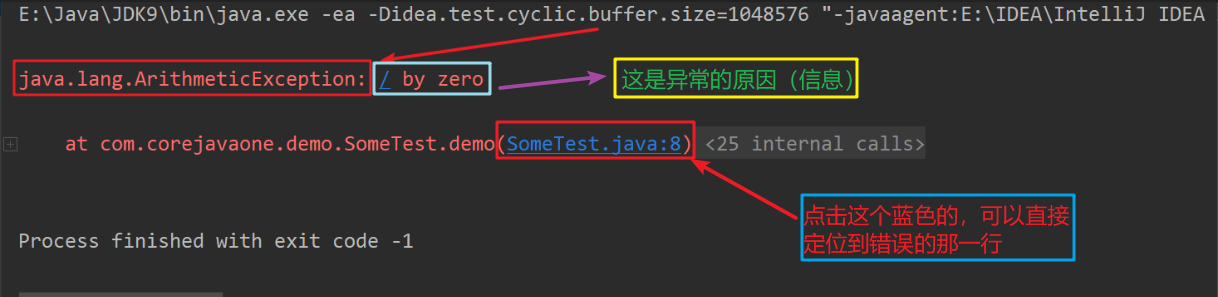 E:\Java\JDK9\bin\java.exe -ea -Didea.test.cyclic.buffer.size=1048576 "-javaagent:E:\IDEA\IntelliJ IDEA
java.lang.ArithmeticException: / by zero 这是异常的原因（信息）
at com.corejavaone.demo.SomeTest.demo(SomeTest.java:8) <25 internal calls>
点击这个蓝色的，可以直接
定位到错误的那一行
Process finished with exit code -1